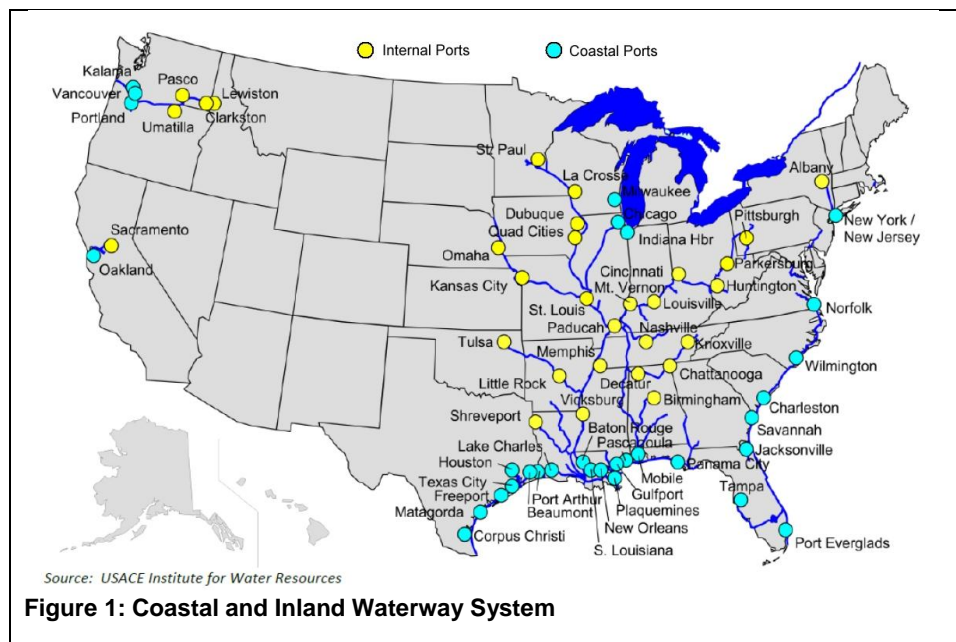 Internal Ports
Coastal Ports
Kalama
Vancouver
Portland
Pasco
Umatilla
Lewiston
Clarkston
Sacramento
Oakland
St. Paul
La Crosse
Milwaukee
Dubuque
Chicago
Quad Cities
Indiana Hbr
Omaha
Kansas City
St. Louis
Cincinnati
Mt. Vernon
Louisville
Paducah
Nashville
Knoxville
Albany
Pittsburgh
New York /
New Jersey
Parkersburg
Huntington
Norfolk
Tulsa
Memphis
Little Rock
Decatur
Chattanooga
Wilmington
Vicksburg
Birmingham
Shreveport
Baton Rouge
Pascagoula
Charleston
Savannah
Jacksonville
Lake Charles
Houston
Texas City
Freeport
Matagorda
Corpus Christi
Port Arthur
Beaumont
Mobile
Gulfport
Plaquemines
New Orleans
S. Louisiana
Panama City
Tampa
Port Everglads
Source: USACE Institute for Water Resources
Figure 1: Coastal and Inland Waterway System